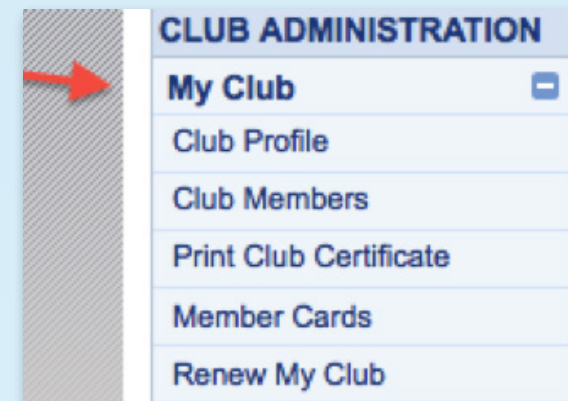 CLUB ADMINISTRATION
My Club
Club Profile
Club Members
Print Club Certificate
Member Cards
Renew My Club